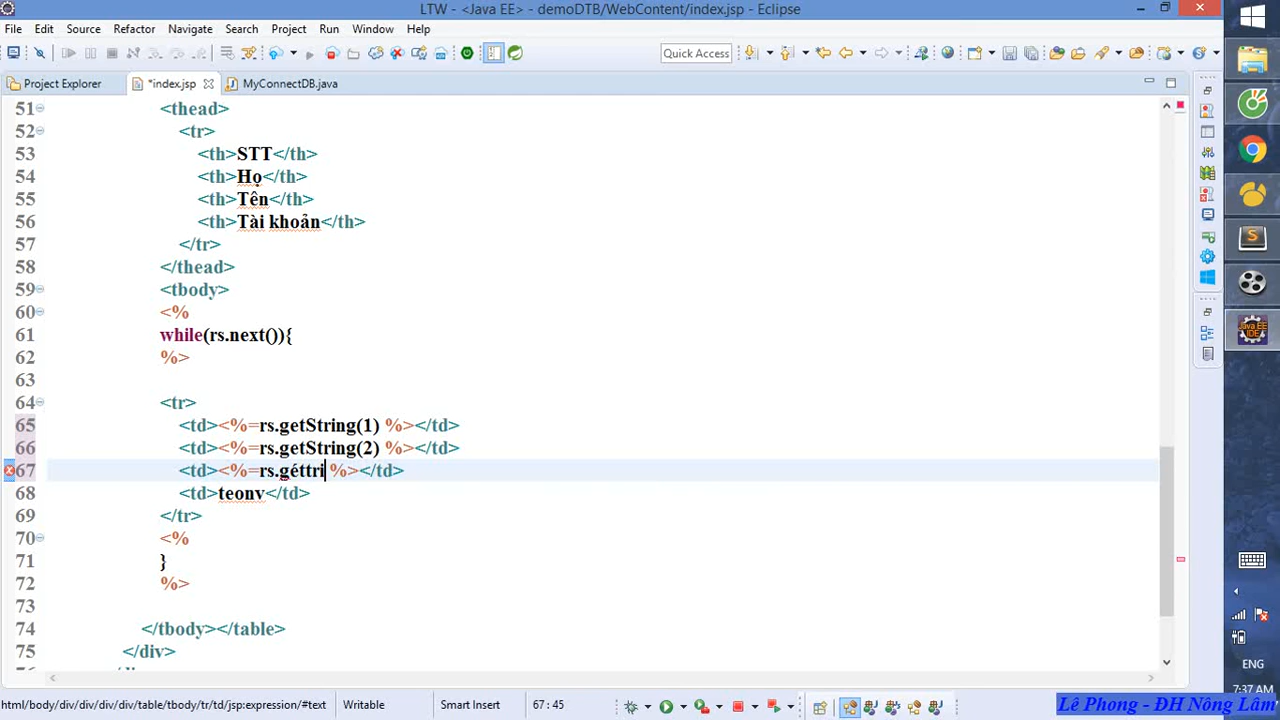 LTW - <Java EE> - demoDTB/WebContent/index.jsp - Eclipse
File Edit Source Refactor Navigate Search Project Run Window Help
Quick Access
Project Explorer *index.jsp MyConnectDB.java
51 <thead>
52 <tr>
53 <th>STT</th>
54 <th>Họ</th>
55 <th>Tên</th>
56 <th>Tài khoản</th>
57 </tr>
58 </thead>
59 <tbody>
60 <%
61 while(rs.next()){
62 %>
63
64 <tr>
65 <td><%=rs.getString(1) %></td>
66 <td><%=rs.getString(2) %></td>
67 <td><%=rs.géttri %></td>
68 <td>teonv</td>
69 </tr>
70 <%
71 }
72 %>
73
74 </tbody></table>
75 </div>
html/body/div/div/div/div/table/tbody/tr/td/jsp:expression/#text Writable Smart Insert 67 : 45
Java EE IDE
ENG
7:37 AM
Lê Phong - ĐH Nông Lâm